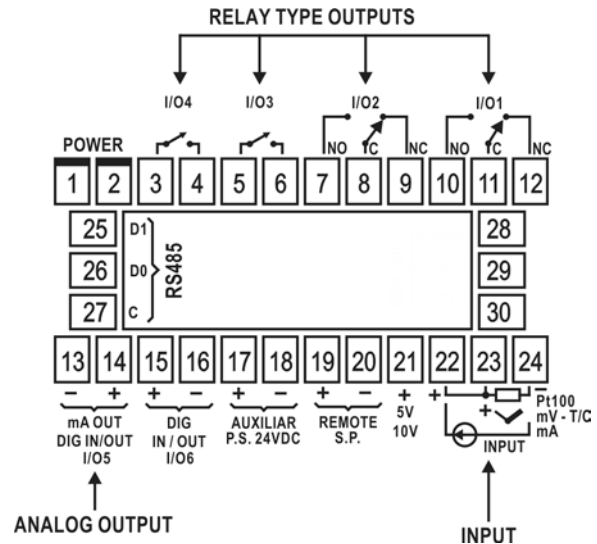 RELAY TYPE OUTPUTS
I/O4 I/O3 I/O2 I/O1
POWER NO C NC NO C NC
1 2 3 4 5 6 7 8 9 10 11 12
25 D1 28
26 D0 RS485 29
27 C 30
13 14 15 16 17 18 19 20 21 22 23 24
− + + − + − + − + + −
mA OUT DIG AUXILIAR REMOTE 5V + Pt100
DIG IN/OUT IN / OUT P.S. 24VDC S.P. 10V mV - T/C
I/O5 I/O6 INPUT mA
ANALOG OUTPUT INPUT